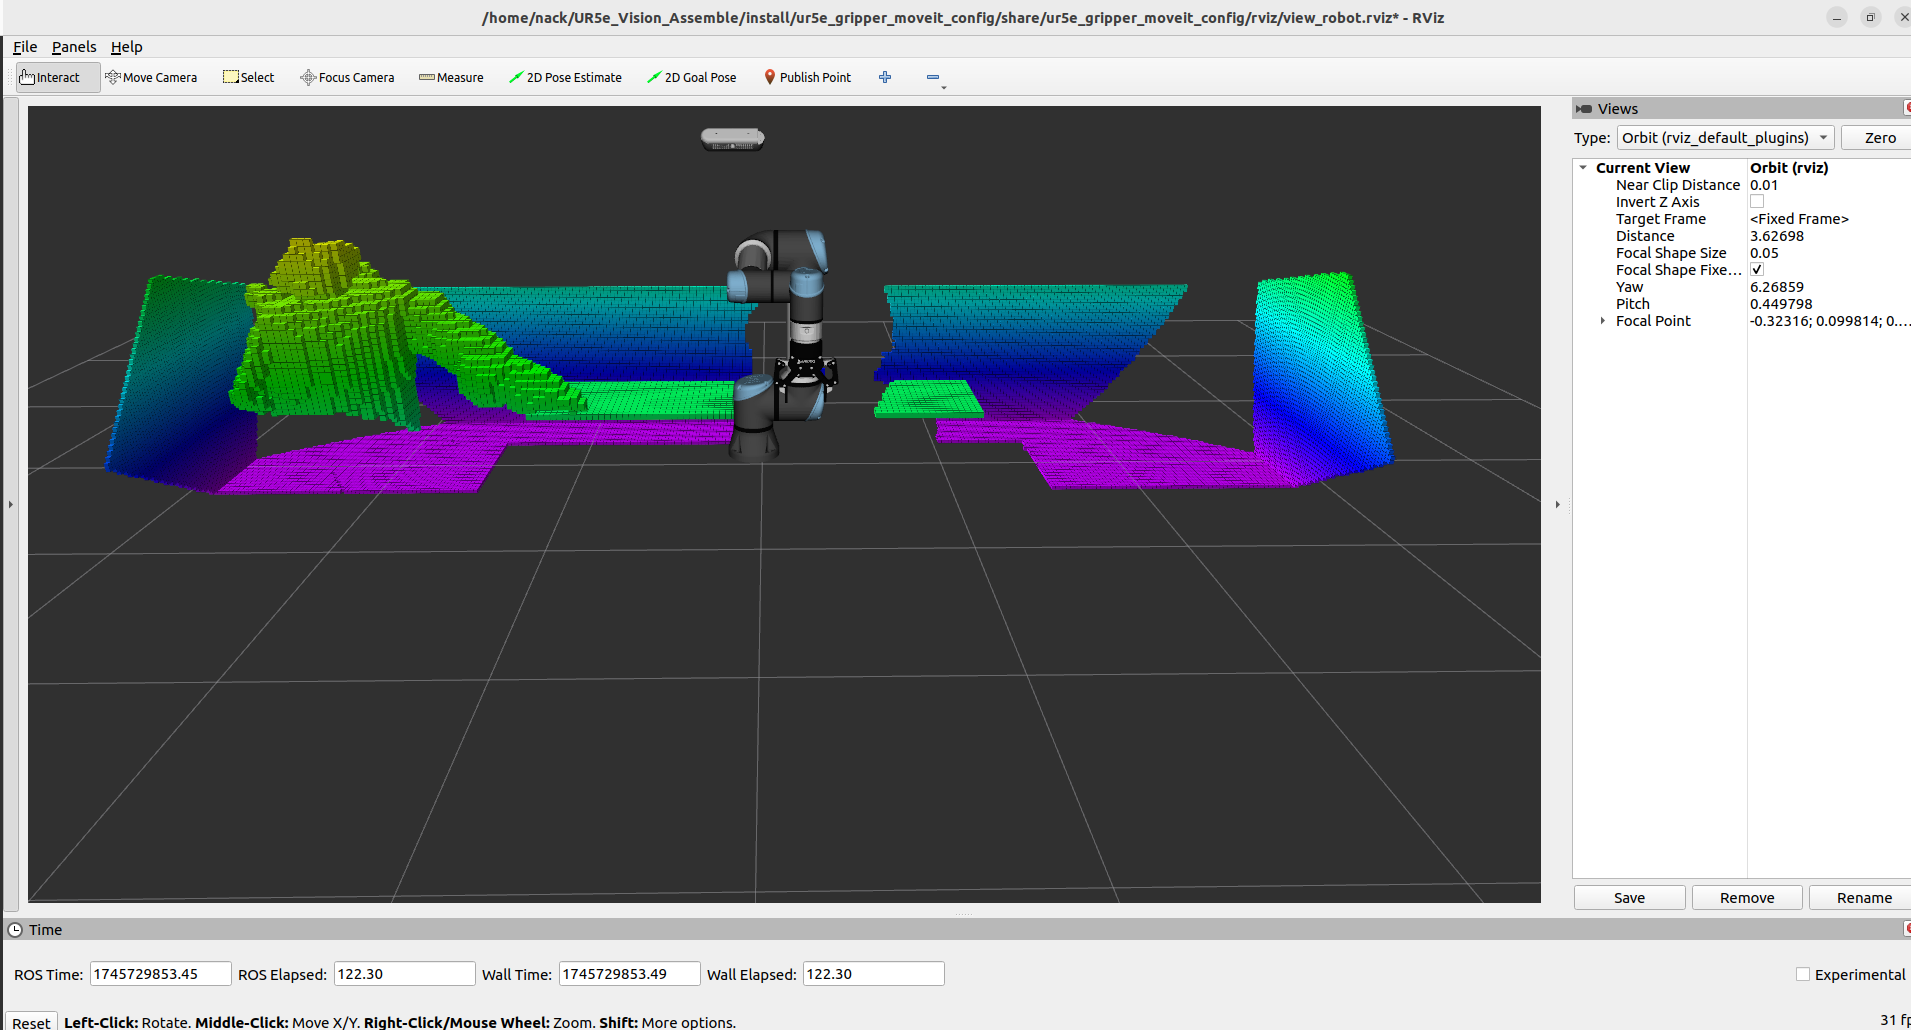 /home/nack/UR5e_Vision_Assemble/install/ur5e_gripper_moveit_config/share/ur5e_gripper_moveit_config/rviz/view_robot.rviz* - RViz
File Panels Help
Interact Move Camera Select Focus Camera Measure 2D Pose Estimate 2D Goal Pose Publish Point
Views
Type: Orbit (rviz_default_plugins) Zero
Current View Orbit (rviz)
Near Clip Distance 0.01
Invert Z Axis
Target Frame <Fixed Frame>
Distance 3.62698
Focal Shape Size 0.05
Focal Shape Fixe... ✓
Yaw 6.26859
Pitch 0.449798
Focal Point -0.32316; 0.099814; 0....
Save Remove Rename
Time
ROS Time: 1745729853.45 ROS Elapsed: 122.30 Wall Time: 1745729853.49 Wall Elapsed: 122.30 Experimental
Reset Left-Click: Rotate. Middle-Click: Move X/Y. Right-Click/Mouse Wheel: Zoom. Shift: More options. 31 fp